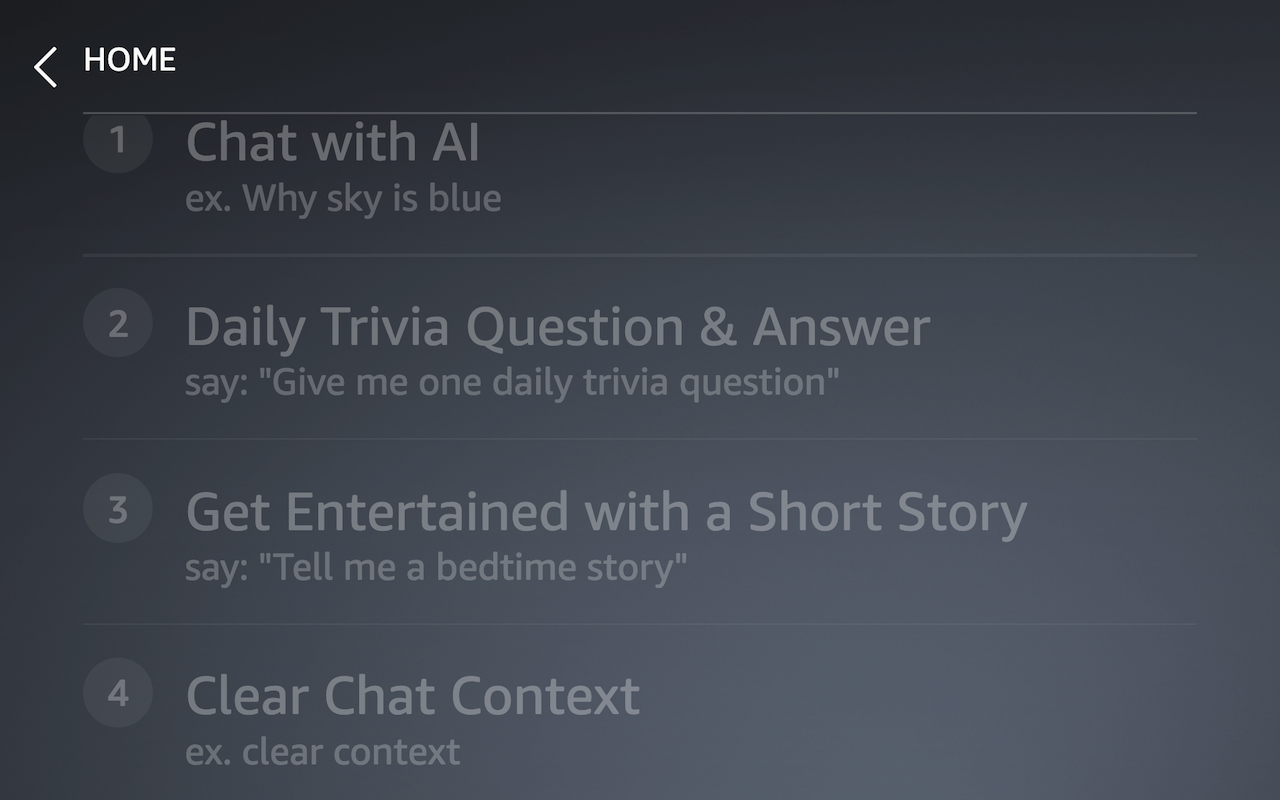 HOME
1
Chat with AI
ex. Why sky is blue
2
Daily Trivia Question & Answer
say: "Give me one daily trivia question"
3
Get Entertained with a Short Story
say: "Tell me a bedtime story"
4
Clear Chat Context
ex. clear context